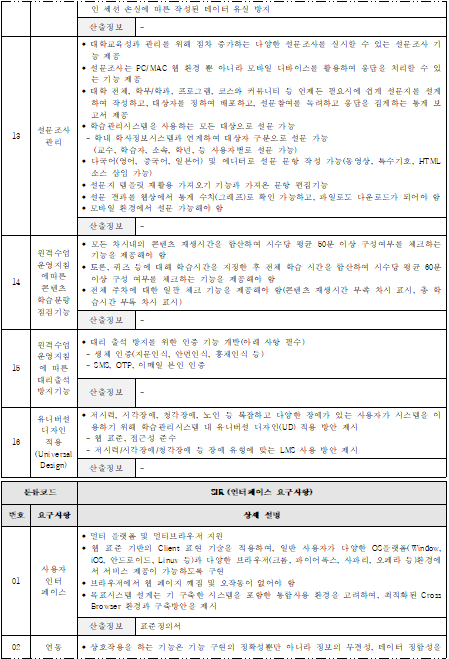 인 세션 손실에 따른 작성된 데이터 유실 방지
산출정보 -
13 설문조사 관리
• 대학교육성과 관리를 위해 점차 증가하는 다양한 설문조사를 실시할 수 있는 설문조사 기
능 제공
• 설문조사는 PC/MAC 웹 환경 뿐 아니라 모바일 디바이스를 활용하여 응답을 처리할 수 있
는 기능 제공
• 대학 전체, 학부/학과, 프로그램, 코스와 커뮤니티 등 언제든 필요시에 쉽게 설문지를 설계
하여 작성하고, 대상자를 정하여 배포하고, 설문참여를 독려하고 응답을 집계하는 통계 보
고서 제공
• 학습관리시스템을 사용하는 모든 대상으로 설문 가능
- 학내 학사정보시스템과 연계하여 대상자 구분으로 설문 가능
(교수, 학습자, 소속, 학년, 등 사용자별로 설문 가능)
• 다국어(영어, 중국어, 일본어) 및 에디터로 설문 문항 작성 가능(동영상, 특수기호, HTML
소스 삽입 가능)
• 설문지 템플릿 재활용 가져오기 기능과 가져온 문항 편집기능
• 설문 결과를 웹상에서 통계 수치(그래프)로 확인 가능하고, 파일로도 다운로드가 되어야 함
• 모바일 환경에서 설문 가능해야 함
산출정보 -
14 원격수업 운영지침에 따른 콘텐츠 학습분량 점검기능
• 모든 차시내의 콘텐츠 재생시간을 합산하여 시수당 평균 50분 이상 구성여부를 체크하는
기능을 제공해야 함
• 토론, 퀴즈 등에 대해 학습시간을 지정한 후 전체 학습 시간을 합산하여 시수당 평균 60분
이상 구성 여부를 체크하는 기능을 제공해야 함
• 전체 주차에 대한 일괄 체크 기능을 제공해야 함(콘텐츠 재생시간 부족 차시 표시, 총 학
습시간 부족 차시 표시)
산출정보 -
15 원격수업 운영지침에 따른 대리출석 방지기능
• 대리 출석 방지를 위한 인증 기능 개발(아래 사항 필수)
- 생체 인증(지문인식, 안면인식, 홍채인식 등)
- SMS, OTP, 이메일 본인 인증
산출정보 -
16 유니버설 디자인 적용 (Universal Design)
• 저시력, 시각장애, 청각장애, 노인 등 복잡하고 다양한 장애가 있는 사용자가 시스템을 이
용하기 위해 학습관리시스템 내 유니버설 디자인(UD) 적용 방안 제시
- 웹 표준, 접근성 준수
- 저시력/시각장애/청각장애 등 장애 유형에 맞는 LMS 사용 방안 제시
산출정보 -
분류코드 SIR (인터페이스 요구사항)
번호 요구사항 상세 설명
01 사용자 인터페이스
• 멀티 플랫폼 및 멀티브라우저 지원
• 웹 표준 기반의 Client 표현 기술을 적용하여, 일반 사용자가 다양한 OS플랫폼(Window,
iOS, 안드로이드, Linux 등)과 다양한 브라우저(크롬, 파이어폭스, 사파리, 오페라 등)환경에
서 서비스 제공이 가능하도록 구현
• 브라우저에서 웹 페이지 깨짐 및 오작동이 없어야 함
• 목표시스템 설계는 기 구축한 시스템을 포함한 통합사용 환경을 고려하여, 최적화된 Cross
Browser 환경과 구축방안을 제시
산출정보 표준정의서
02 연동 • 상호작용을 하는 기능은 기능 구현의 정확성뿐만 아니라 정보의 무결성, 데이터 정합성을